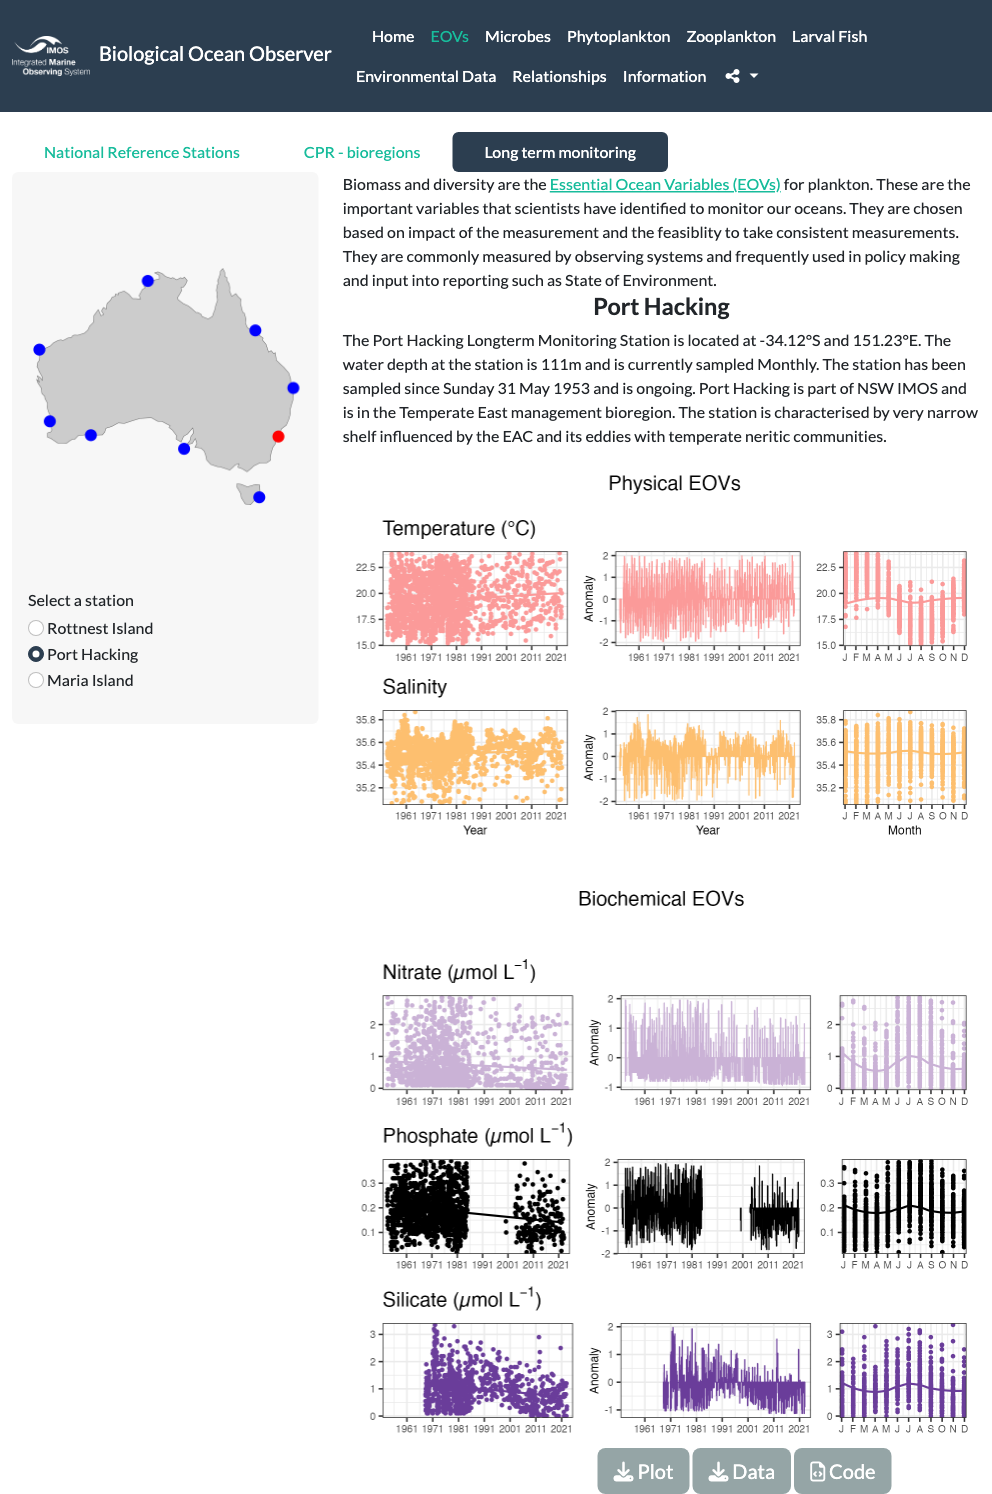 IMOS
Integrated Marine
Observing System
Biological Ocean Observer
Home EOVs Microbes Phytoplankton Zooplankton Larval Fish
Environmental Data Relationships Information
National Reference Stations CPR - bioregions Long term monitoring
Biomass and diversity are the Essential Ocean Variables (EOVs) for plankton. These are the
important variables that scientists have identified to monitor our oceans. They are chosen
based on impact of the measurement and the feasiblity to take consistent measurements.
They are commonly measured by observing systems and frequently used in policy making
and input into reporting such as State of Environment.
Port Hacking
The Port Hacking Longterm Monitoring Station is located at -34.12°S and 151.23°E. The
water depth at the station is 111m and is currently sampled Monthly. The station has been
sampled since Sunday 31 May 1953 and is ongoing. Port Hacking is part of NSW IMOS and
is in the Temperate East management bioregion. The station is characterised by very narrow
shelf influenced by the EAC and its eddies with temperate neritic communities.
Select a station
Rottnest Island
Port Hacking
Maria Island
Physical EOVs
Temperature (°C)
22.5 20.0 17.5 15.0
1961 1971 1981 1991 2001 2011 2021
Anomaly
2 1 0 -1 -2
1961 1971 1981 1991 2001 2011 2021
22.5 20.0 17.5 15.0
J F M A M J J A S O N D
Salinity
35.8 35.6 35.4 35.2
1961 1971 1981 1991 2001 2011 2021
Year
Anomaly
2 1 0 -1 -2
1961 1971 1981 1991 2001 2011 2021
Year
35.8 35.6 35.4 35.2
J F M A M J J A S O N D
Month
Biochemical EOVs
Nitrate (µmol L⁻¹)
2 1 0
1961 1971 1981 1991 2001 2011 2021
Anomaly
2 1 0 -1
1961 1971 1981 1991 2001 2011 2021
2 1 0
J F M A M J J A S O N D
Phosphate (µmol L⁻¹)
0.3 0.2 0.1
1961 1971 1981 1991 2001 2011 2021
Anomaly
2 1 0 -1 -2
1961 1971 1981 1991 2001 2011 2021
0.3 0.2 0.1
J F M A M J J A S O N D
Silicate (µmol L⁻¹)
3 2 1 0
1961 1971 1981 1991 2001 2011 2021
Anomaly
2 1 0 -1
1961 1971 1981 1991 2001 2011 2021
3 2 1 0
J F M A M J J A S O N D
Plot Data Code